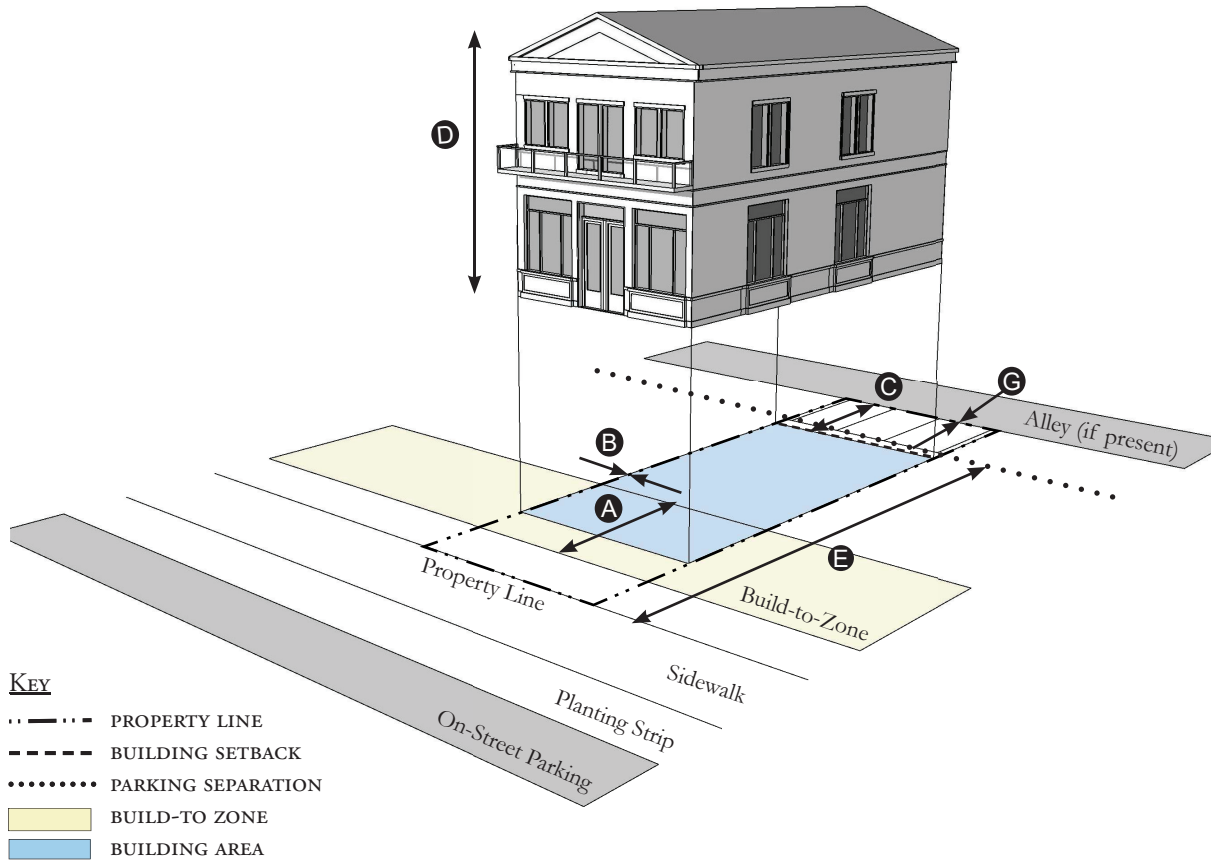 D
C
G
Alley (if present)
B
A
E
Property Line
Build-to-Zone
Sidewalk
Planting Strip
On-Street Parking
KEY
PROPERTY LINE
BUILDING SETBACK
PARKING SEPARATION
BUILD-TO ZONE
BUILDING AREA